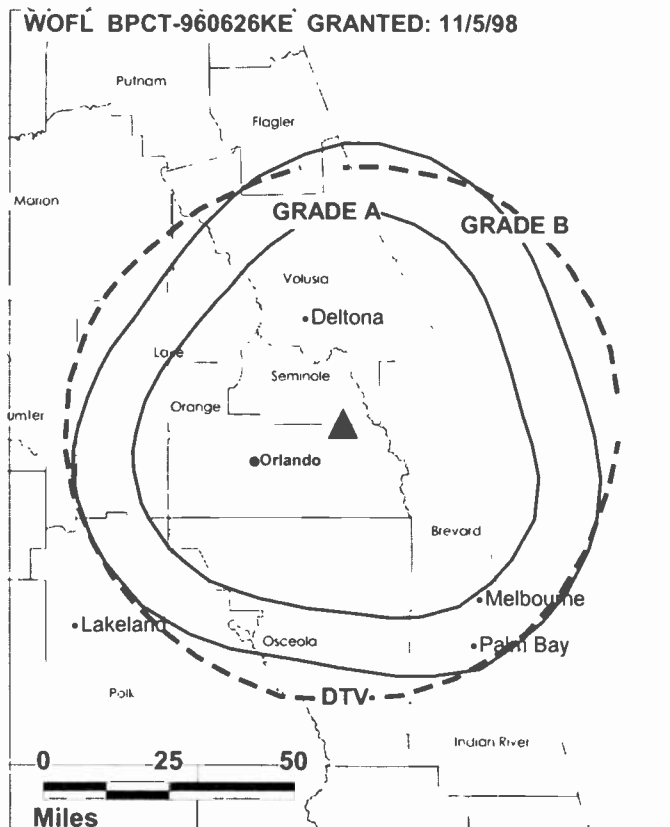 WOFL BPCT-960626KE GRANTED: 11/5/98
Putnam
Flagler
Marion
GRADE A
GRADE B
Volusia
Deltona
Lake
Seminole
Orange
umter
Orlando
Brevard
Melbourne
Lakeland
Osceola
Palm Bay
Polk
DTV
Indian River
0 25 50
Miles